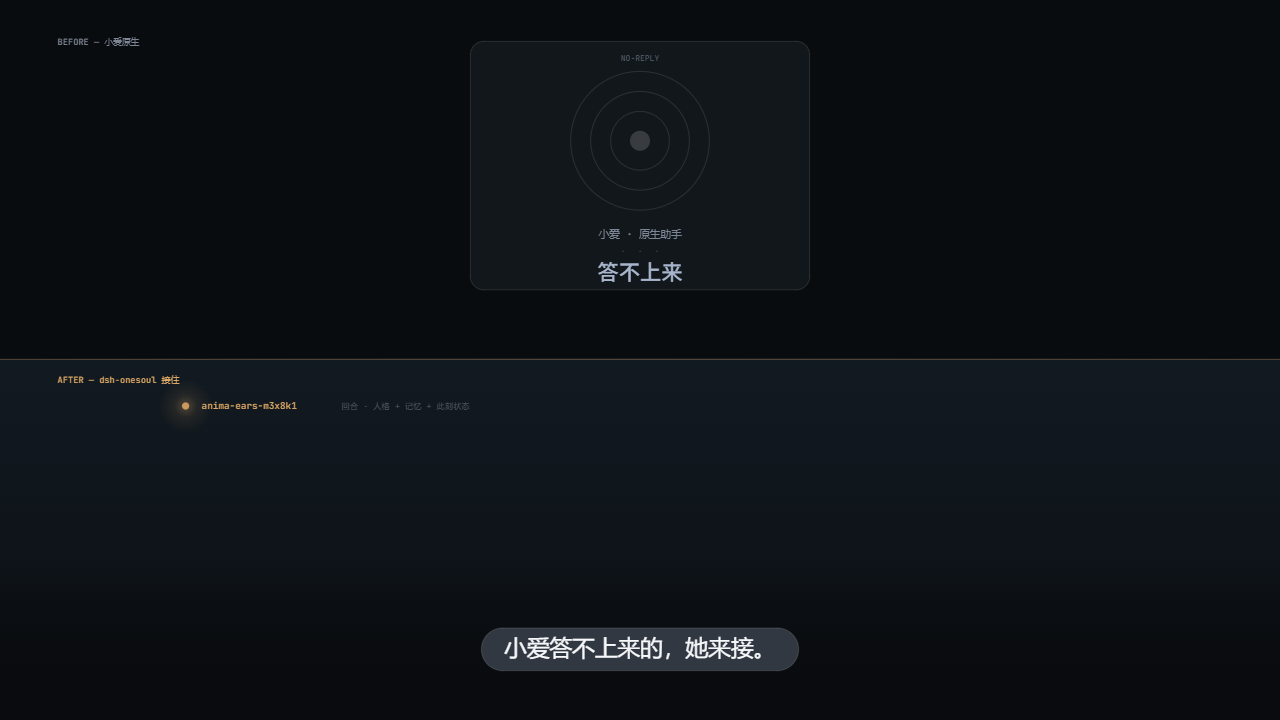 BEFORE — 小爱原生
NO-REPLY
小爱 · 原生助手
· · ·
答不上来
AFTER — dsh-onesoul 接住
anima-ears-m3x8k1 回合 · 人格 + 记忆 + 此刻状态
小爱答不上来的，她来接。